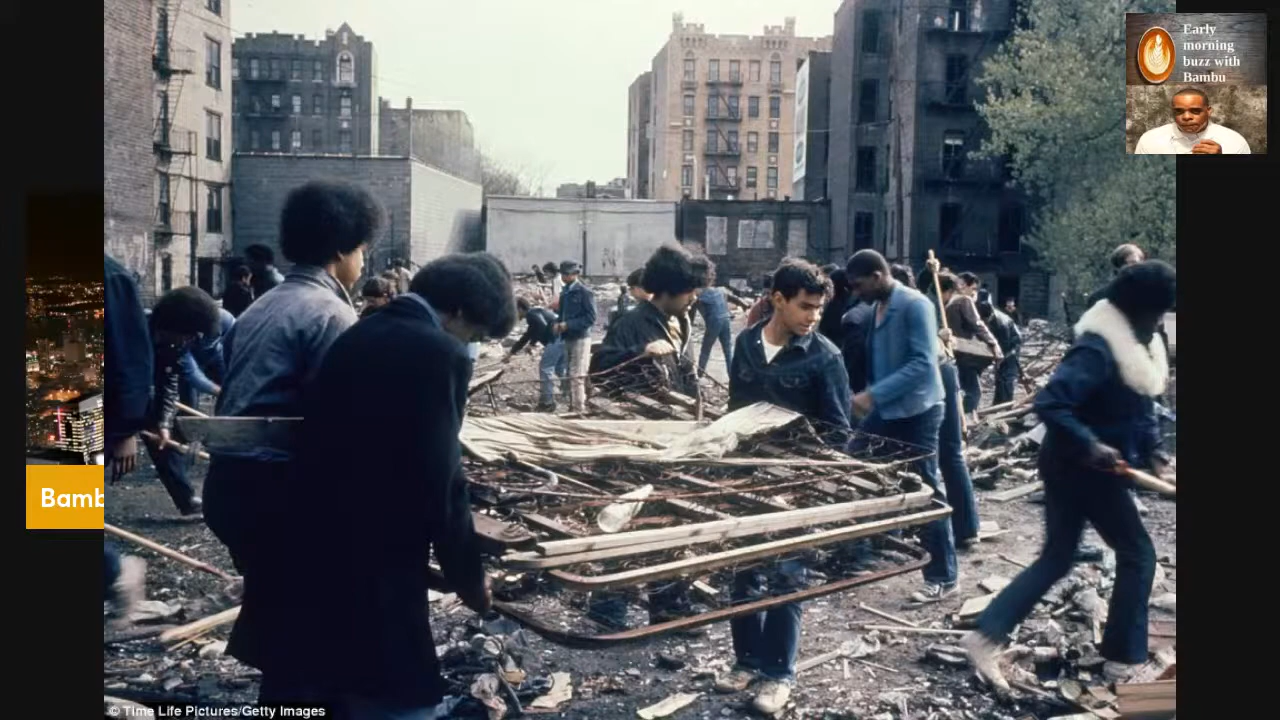 Early
morning
buzz with
Bambu
Bamb
© Time Life Pictures/Getty Images